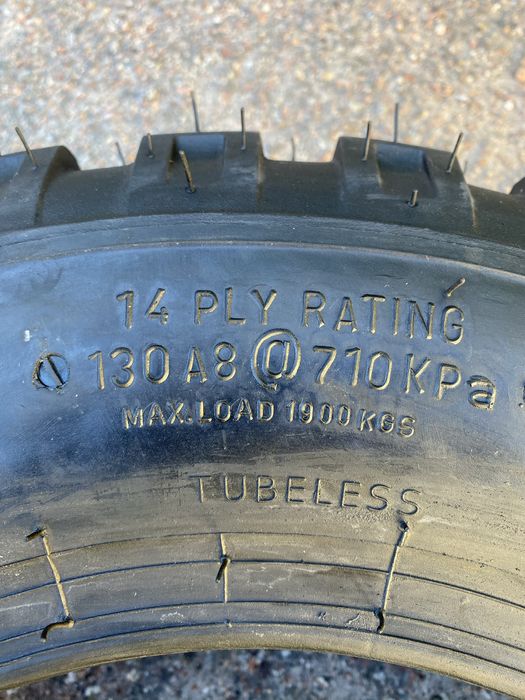 14 PLY RATING
130 A8 @ 710 KPa
MAX. LOAD 1900 KGS
TUBELESS